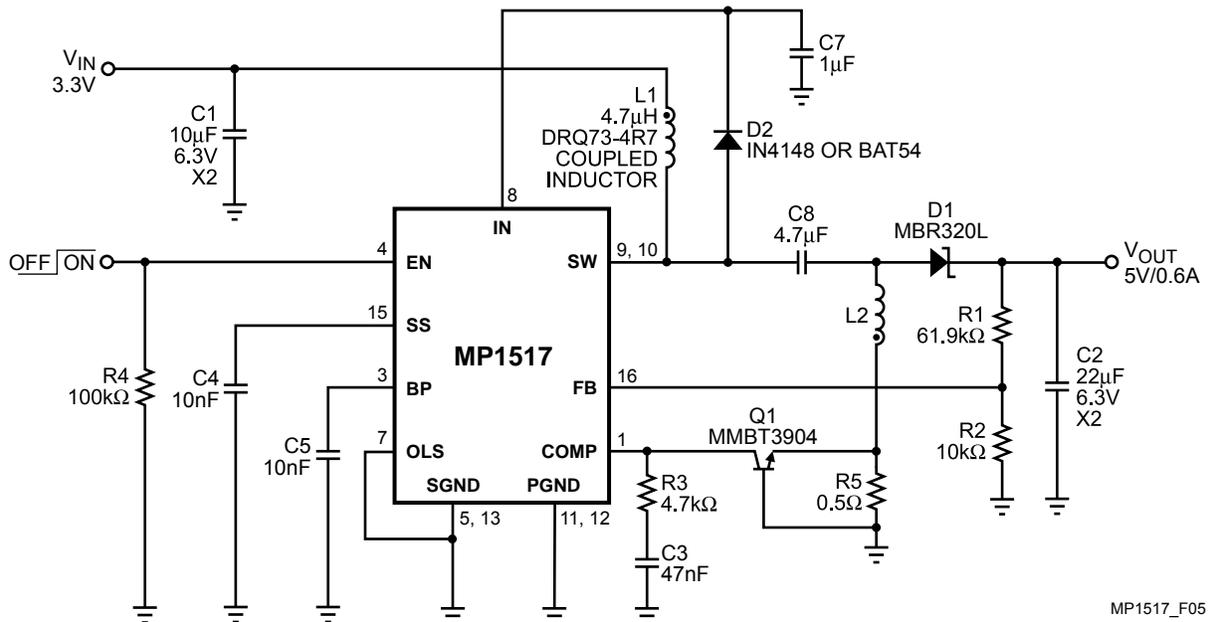 V_IN
3.3V
C1
10μF
6.3V
X2
L1
4.7μH
DRQ73-4R7
COUPLED
INDUCTOR
C7
1μF
D2
IN4148 OR BAT54
8
IN
OFF ON
4
EN
SW
9, 10
C8
4.7μF
D1
MBR320L
V_OUT
5V/0.6A
15
SS
L2
R1
61.9kΩ
MP1517
R4
100kΩ
C4
10nF
3
BP
FB
16
C2
22μF
6.3V
X2
C5
10nF
7
OLS
COMP
1
Q1
MMBT3904
R2
10kΩ
SGND
PGND
5, 13
11, 12
R3
4.7kΩ
R5
0.5Ω
C3
47nF
MP1517_F05